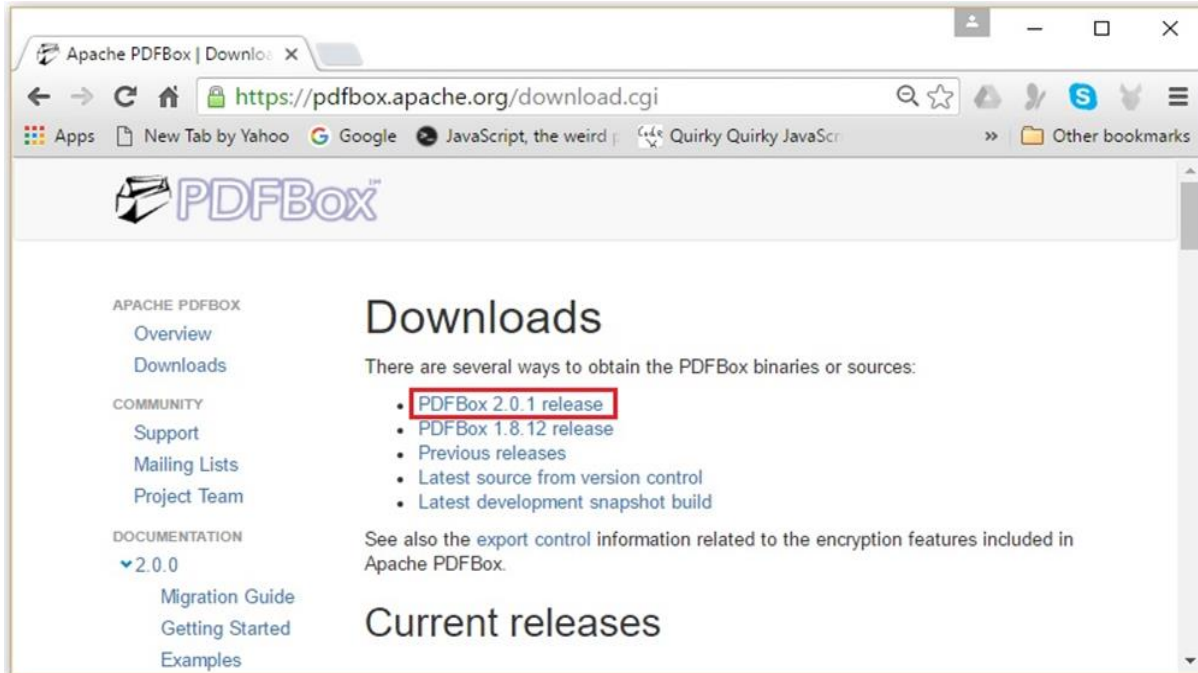 Apache PDFBox | Downloa
https://pdfbox.apache.org/download.cgi
Apps New Tab by Yahoo Google JavaScript, the weird p Quirky Quirky JavaScr » Other bookmarks
PDFBox™
APACHE PDFBOX
Overview
Downloads
COMMUNITY
Support
Mailing Lists
Project Team
DOCUMENTATION
2.0.0
Migration Guide
Getting Started
Examples
Downloads
There are several ways to obtain the PDFBox binaries or sources:
• PDFBox 2.0.1 release
• PDFBox 1.8.12 release
• Previous releases
• Latest source from version control
• Latest development snapshot build
See also the export control information related to the encryption features included in
Apache PDFBox.
Current releases